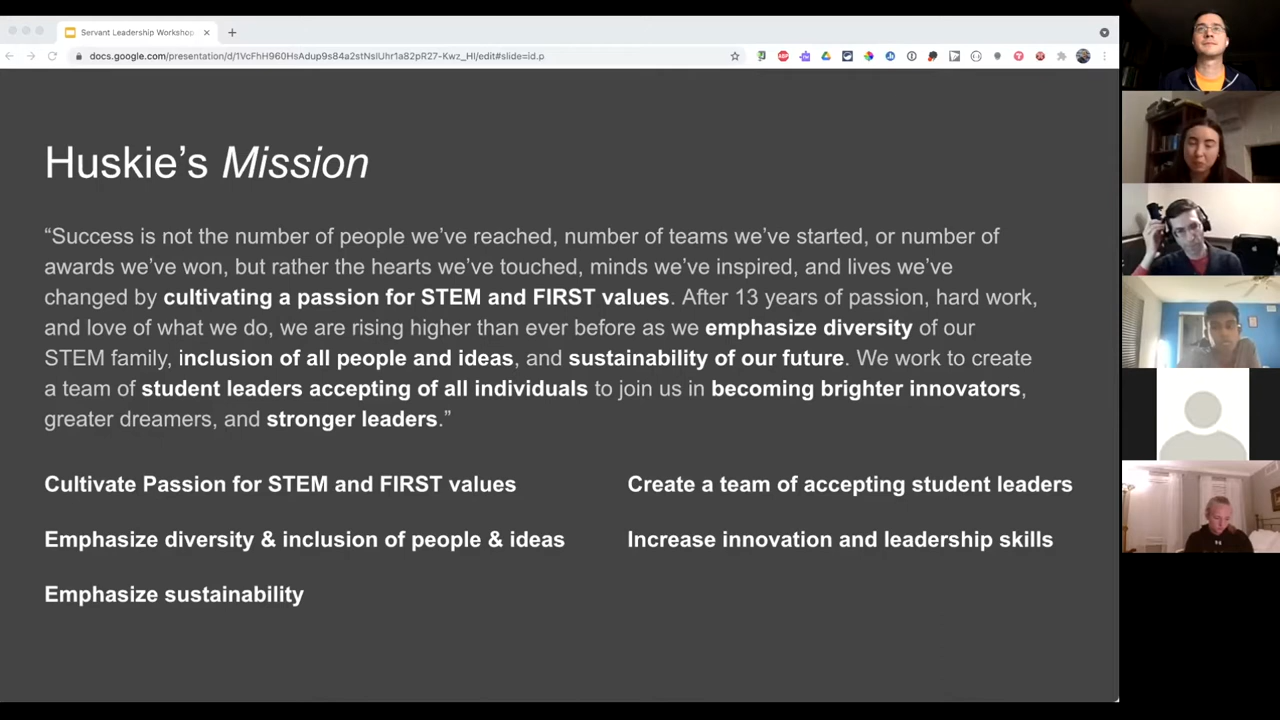 Servant Leadership Workshop
docs.google.com/presentation/d/1VcFhH960HsAdup9s84a2stNsIUhr1a82pR27-Kwz_HI/edit#slide=id.p
Huskie’s Mission
“Success is not the number of people we’ve reached, number of teams we’ve started, or number of
awards we’ve won, but rather the hearts we’ve touched, minds we’ve inspired, and lives we’ve
changed by cultivating a passion for STEM and FIRST values. After 13 years of passion, hard work,
and love of what we do, we are rising higher than ever before as we emphasize diversity of our
STEM family, inclusion of all people and ideas, and sustainability of our future. We work to create
a team of student leaders accepting of all individuals to join us in becoming brighter innovators,
greater dreamers, and stronger leaders.”
Cultivate Passion for STEM and FIRST values
Emphasize diversity & inclusion of people & ideas
Emphasize sustainability
Create a team of accepting student leaders
Increase innovation and leadership skills